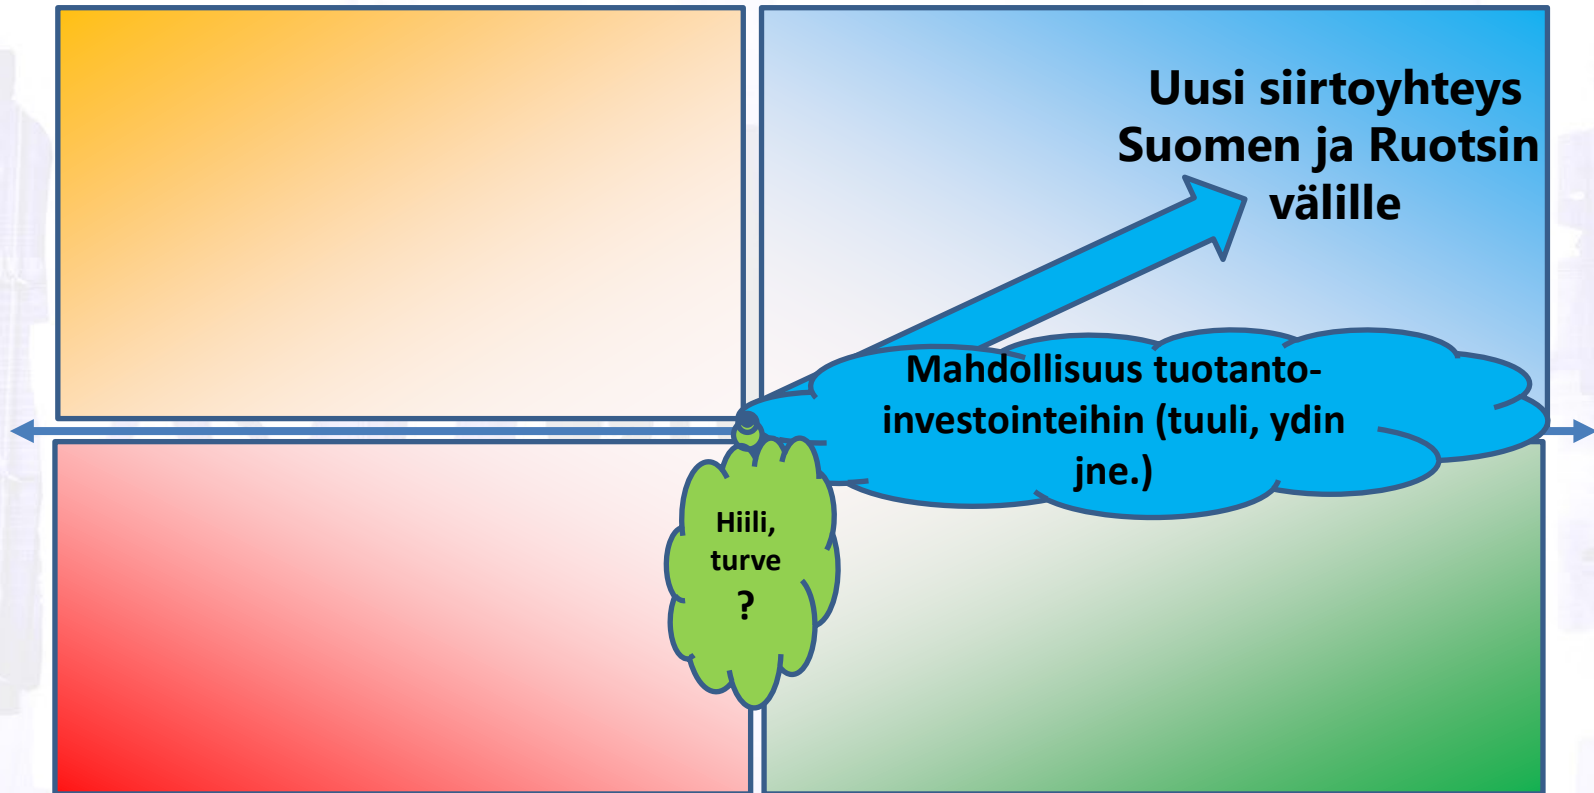 Uusi siirtoyhteys
Suomen ja Ruotsin
välille
Mahdollisuus tuotanto-
investointeihin (tuuli, ydin
jne.)
Hiili,
turve
?